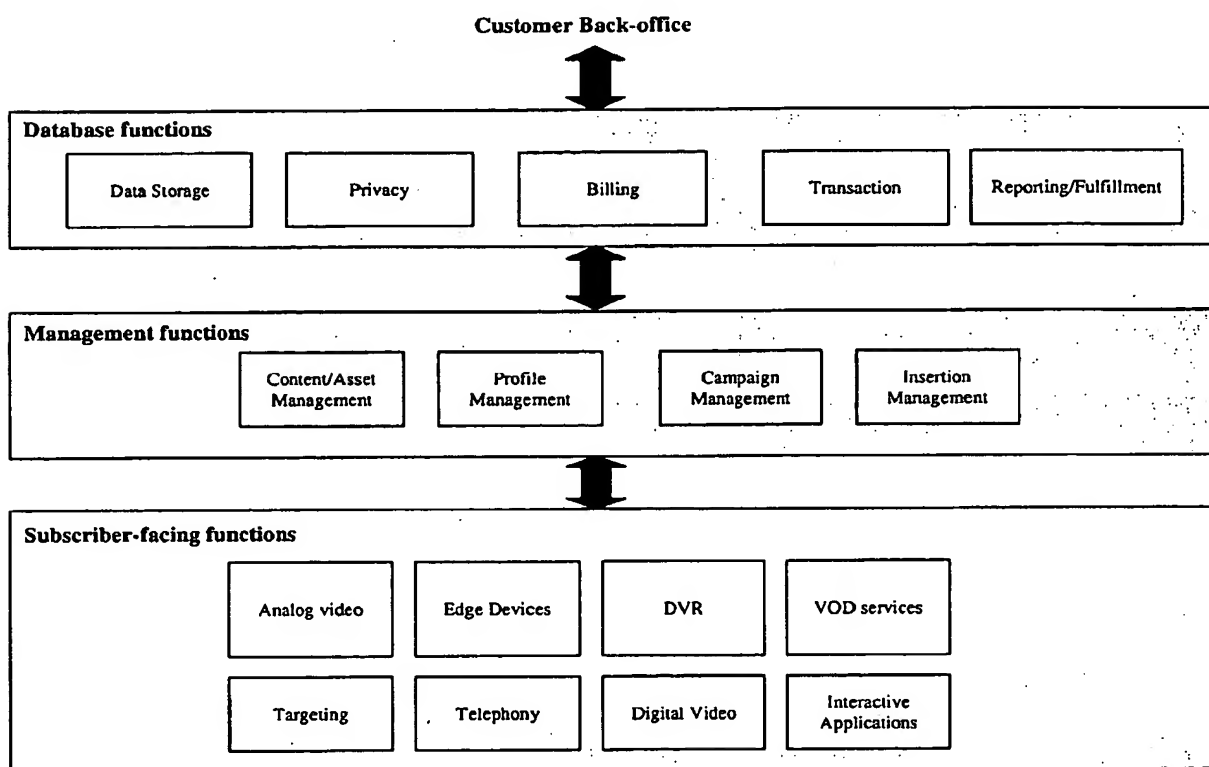 Customer Back-office
Database functions
Data Storage
Privacy
Billing
Transaction
Reporting/Fulfillment
Management functions
Content/Asset
Management
Profile
Management
Campaign
Management
Insertion
Management
Subscriber-facing functions
Analog video
Edge Devices
DVR
VOD services
Targeting
Telephony
Digital Video
Interactive
Applications